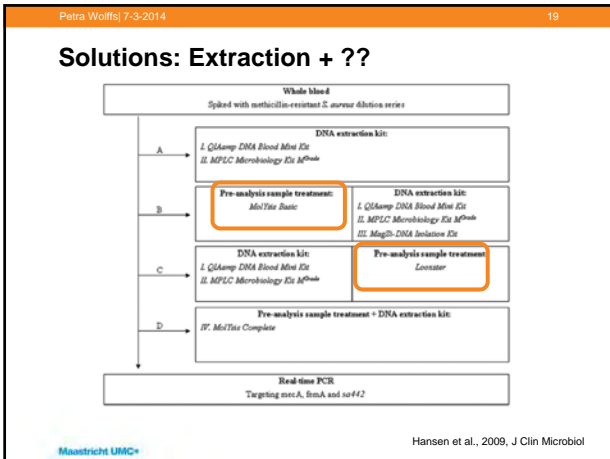 Petra Wolffs| 7-3-2014 19
Solutions: Extraction + ??
Whole blood
Spiked with methicillin-resistant S. aureus dilution series
A
DNA extraction kit:
I. QIAamp DNA Blood Mini Kit
II. MPLC Microbiology Kit MGrade
B
Pre-analysis sample treatment:
MolYsis Basic
DNA extraction kit:
I. QIAamp DNA Blood Mini Kit
II. MPLC Microbiology Kit MGrade
III. MagD-DNA Isolation Kit
C
DNA extraction kit:
I. QIAamp DNA Blood Mini Kit
II. MPLC Microbiology Kit MGrade
Pre-analysis sample treatment
Looxster
D
Pre-analysis sample treatment + DNA extraction kit:
IV. MolYsis Complete
Real-time PCR
Targeting mecA, femA and sa442
Hansen et al., 2009, J Clin Microbiol
Maastricht UMC+